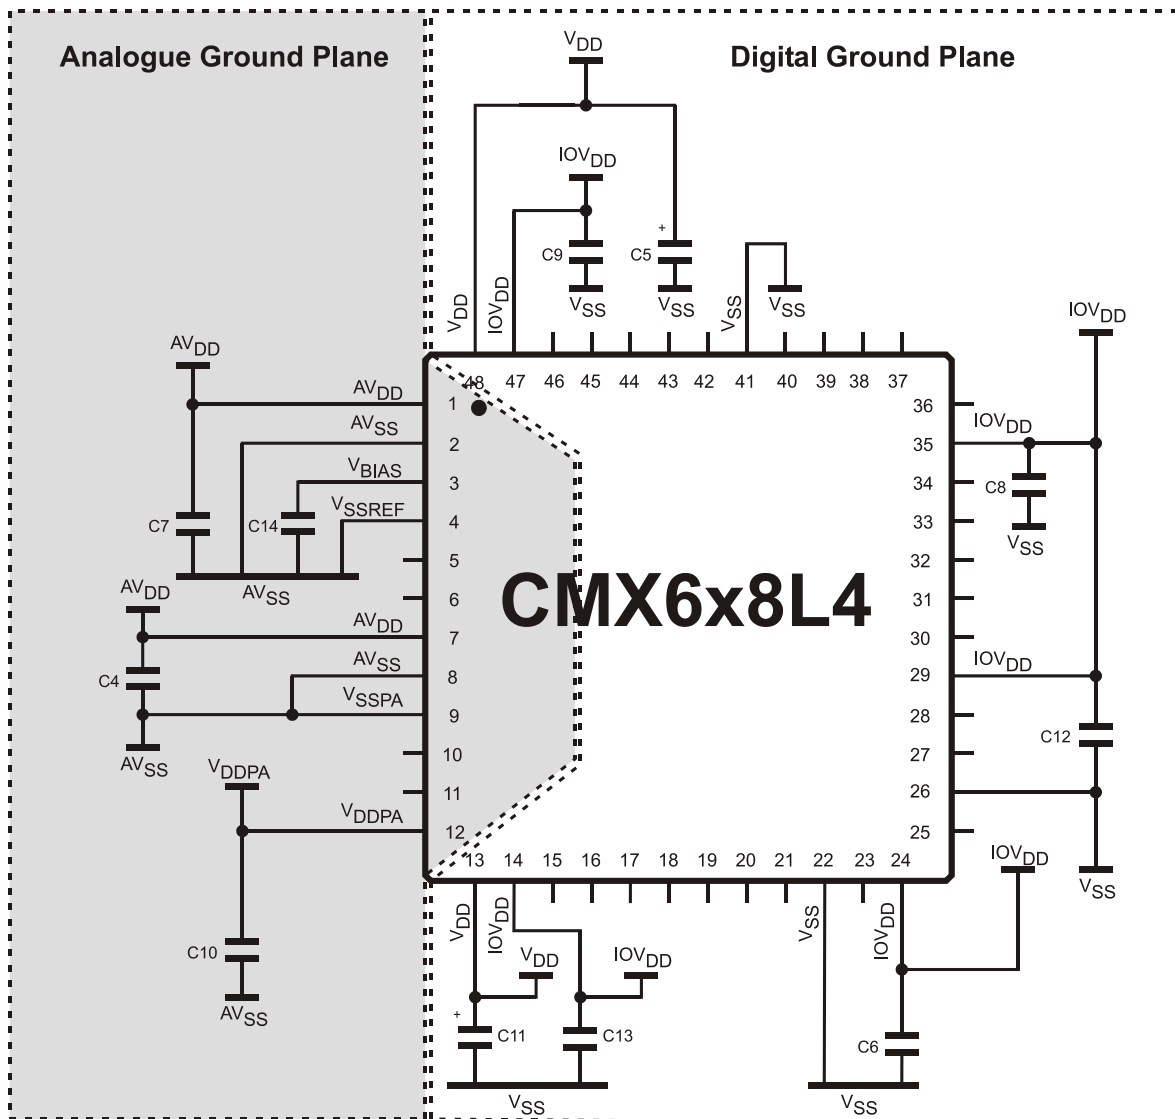 Analogue Ground Plane
Digital Ground Plane
VDD
IOVDD
C9
+
C5
VDD
IOVDD
VSS
VSS
VSS
VSS
IOVDD
AVDD
48 47 46 45 44 43 42 41 40 39 38 37
AVDD
1
36
AVSS
2
IOVDD
35
VBIAS
3
34
C8
VSSREF
4
33
C7
C14
VSS
5
32
AVDD
AVSS
6
31
CMX6x8L4
AVDD
7
30
AVSS
8
IOVDD
29
C4
VSSPA
9
28
C12
AVSS
10
27
VDDPA
11
26
VDDPA
12
25
13 14 15 16 17 18 19 20 21 22 23 24
IOVDD
VSS
VDD
IOVDD
VSS
IOVDD
C10
VDD
IOVDD
AVSS
+
C11
C13
C6
VSS
VSS